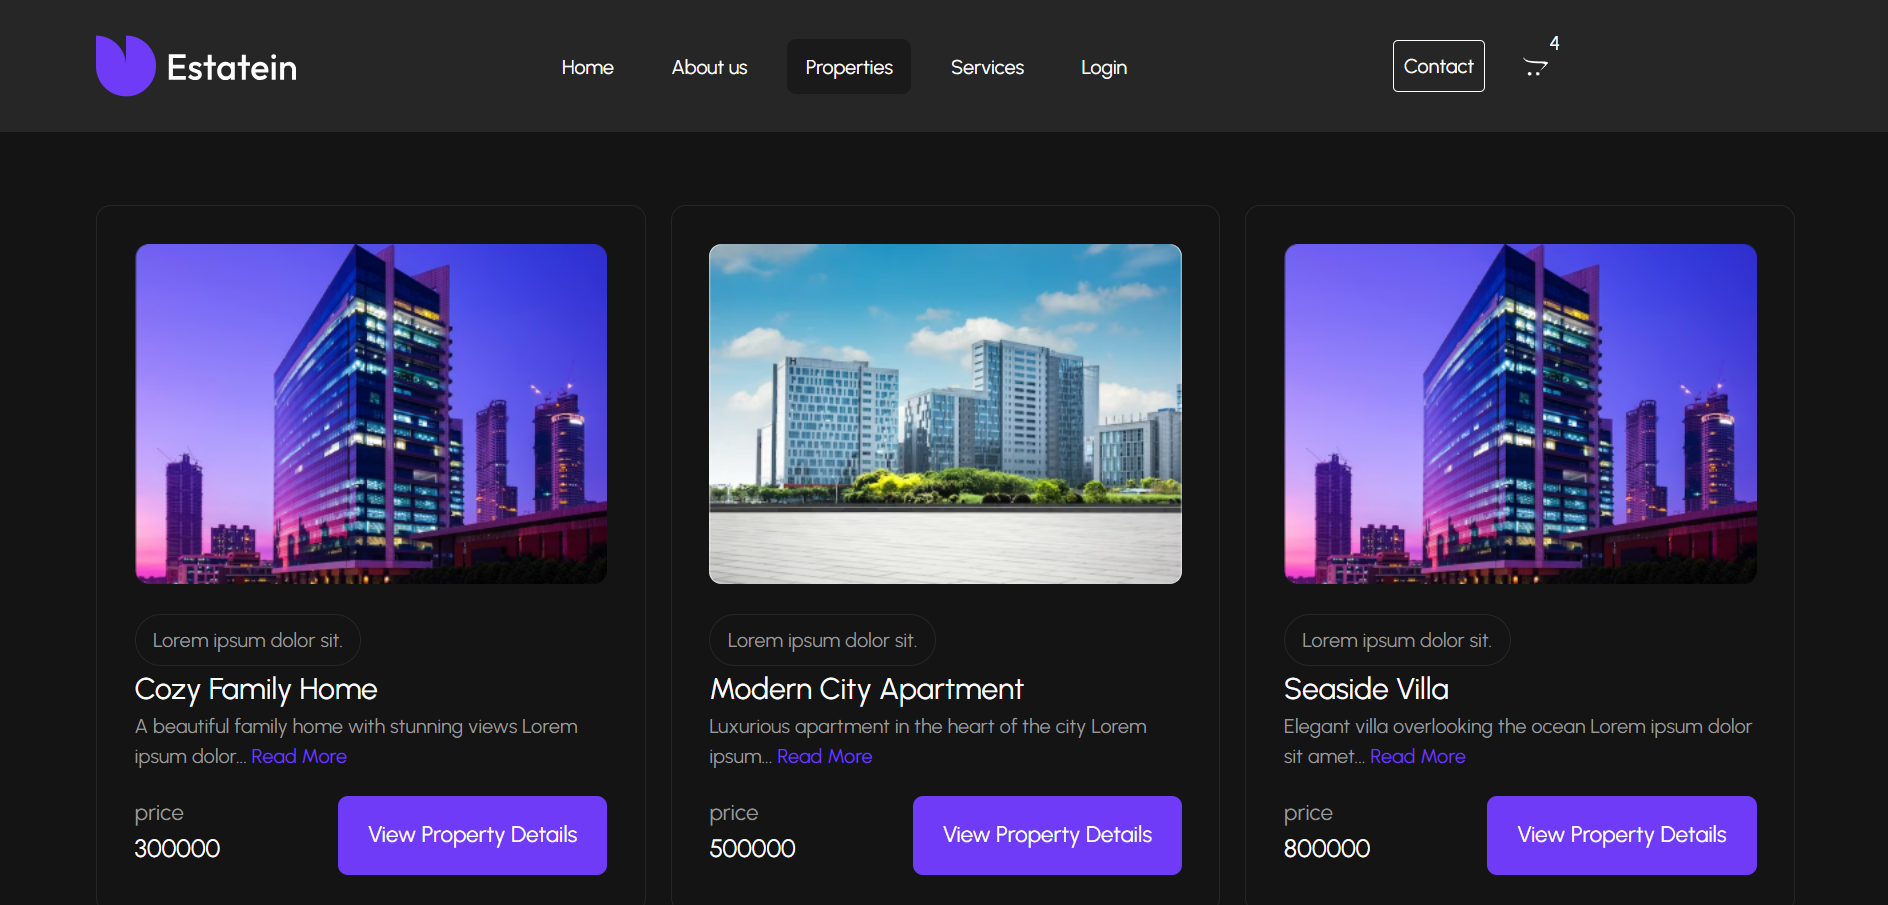 Estatein
Home
About us
Properties
Services
Login
Contact
4
Lorem ipsum dolor sit.
Cozy Family Home
A beautiful family home with stunning views Lorem
ipsum dolor... Read More
price
300000
View Property Details
Lorem ipsum dolor sit.
Modern City Apartment
Luxurious apartment in the heart of the city Lorem
ipsum... Read More
price
500000
View Property Details
Lorem ipsum dolor sit.
Seaside Villa
Elegant villa overlooking the ocean Lorem ipsum dolor
sit amet... Read More
price
800000
View Property Details